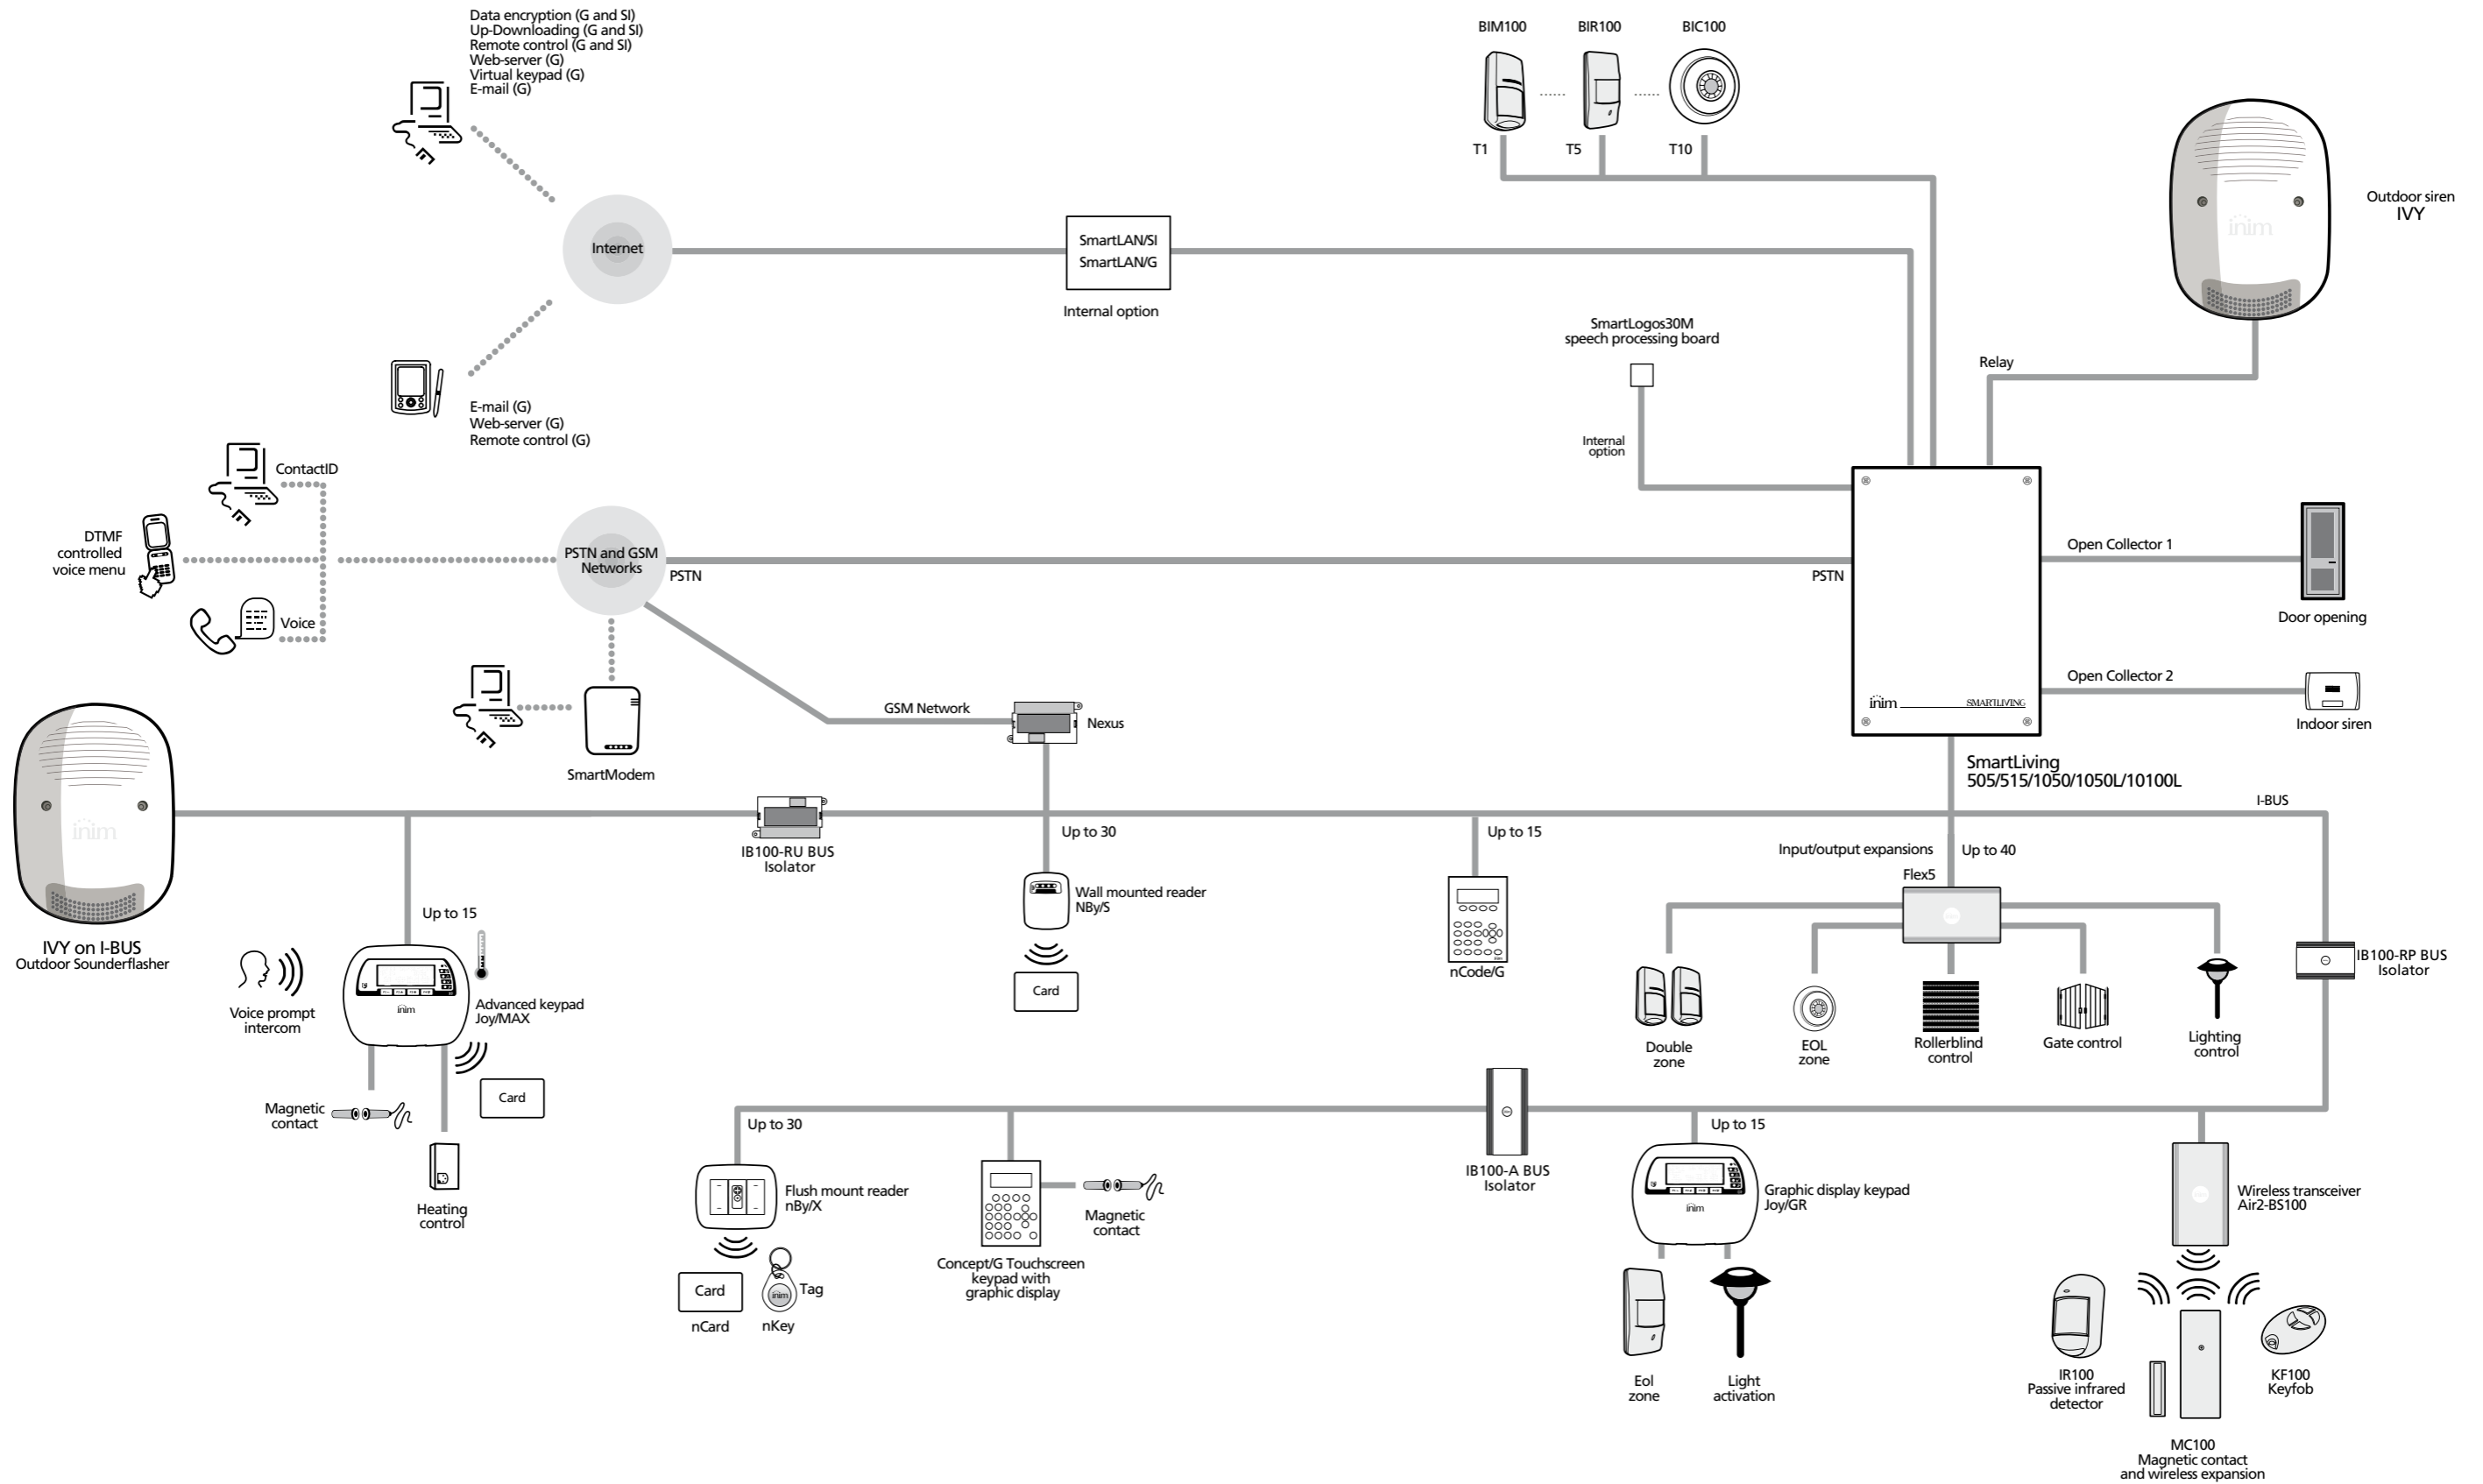 Data encryption (G and SI)
Up-Downloading (G and SI)
Remote control (G and SI)
Web-server (G)
Virtual keypad (G)
E-mail (G)
BIM100
BIR100
BIC100
T1
T5
T10
Outdoor siren
IVY
inim
Internet
SmartLAN/SI
SmartLAN/G
Internal option
SmartLogos30M
speech processing board
Relay
E-mail (G)
Web-server (G)
Remote control (G)
Internal
option
ContactID
DTMF
controlled
voice menu
Voice
PSTN and GSM
Networks
PSTN
PSTN
Open Collector 1
Door opening
Open Collector 2
Indoor siren
inim
SMARTLIVING
SmartLiving
505/515/1050/1050L/10100L
GSM Network
Nexus
SmartModem
I-BUS
inim
IVY on I-BUS
Outdoor Sounderflasher
IB100-RU BUS
Isolator
Up to 30
Up to 15
Input/output expansions
Up to 40
Flex5
Wall mounted reader
NBy/S
Card
nCode/G
IB100-RP BUS
Isolator
Up to 15
Voice prompt
intercom
inim
Advanced keypad
Joy/MAX
Card
Magnetic
contact
Heating
control
Double
zone
EOL
zone
Rollerblind
control
Gate control
Lighting
control
Up to 30
Flush mount reader
nBy/X
Card
nCard
inim
Tag
nKey
Concept/G Touchscreen
keypad with
graphic display
Magnetic
contact
IB100-A BUS
Isolator
Up to 15
inim
Graphic display keypad
Joy/GR
Eol
zone
Light
activation
Wireless transceiver
Air2-BS100
IR100
Passive infrared
detector
KF100
Keyfob
MC100
Magnetic contact
and wireless expansion